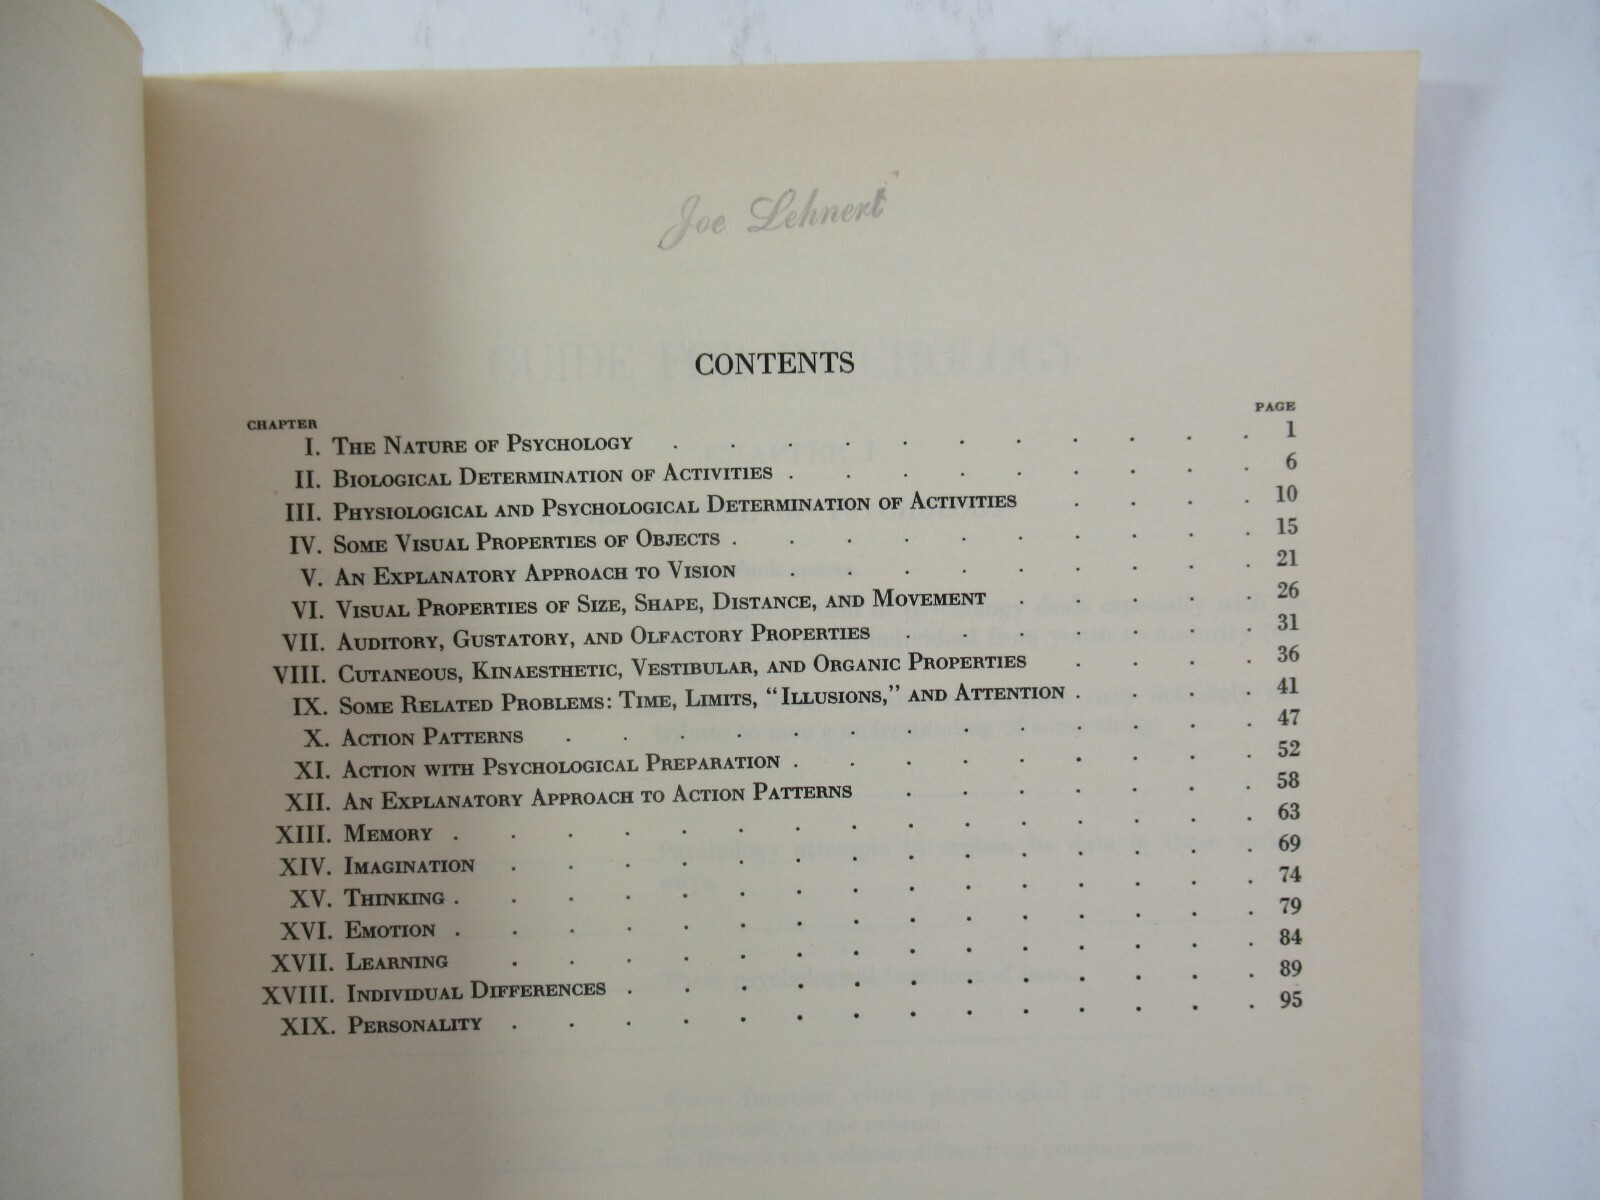 Joe Lehnert
CONTENTS
CHAPTER PAGE
I. THE NATURE OF PSYCHOLOGY . . . . . . . . . . . 1
II. BIOLOGICAL DETERMINATION OF ACTIVITIES . . . . . . . . . 6
III. PHYSIOLOGICAL AND PSYCHOLOGICAL DETERMINATION OF ACTIVITIES . . . . 10
IV. SOME VISUAL PROPERTIES OF OBJECTS . . . . . . . . . . 15
V. AN EXPLANATORY APPROACH TO VISION . . . . . . . . . 21
VI. VISUAL PROPERTIES OF SIZE, SHAPE, DISTANCE, AND MOVEMENT . . . . . 26
VII. AUDITORY, GUSTATORY, AND OLFACTORY PROPERTIES . . . . . . . 31
VIII. CUTANEOUS, KINAESTHETIC, VESTIBULAR, AND ORGANIC PROPERTIES . . . . 36
IX. SOME RELATED PROBLEMS: TIME, LIMITS, “ILLUSIONS,” AND ATTENTION . . . . 41
X. ACTION PATTERNS . . . . . . . . . . . . . 47
XI. ACTION WITH PSYCHOLOGICAL PREPARATION . . . . . . . . . 52
XII. AN EXPLANATORY APPROACH TO ACTION PATTERNS . . . . . . . 58
XIII. MEMORY . . . . . . . . . . . . . . . 63
XIV. IMAGINATION . . . . . . . . . . . . . . 69
XV. THINKING . . . . . . . . . . . . . . . 74
XVI. EMOTION . . . . . . . . . . . . . . . 79
XVII. LEARNING . . . . . . . . . . . . . . 84
XVIII. INDIVIDUAL DIFFERENCES . . . . . . . . . . . . 89
XIX. PERSONALITY . . . . . . . . . . . . . . 95